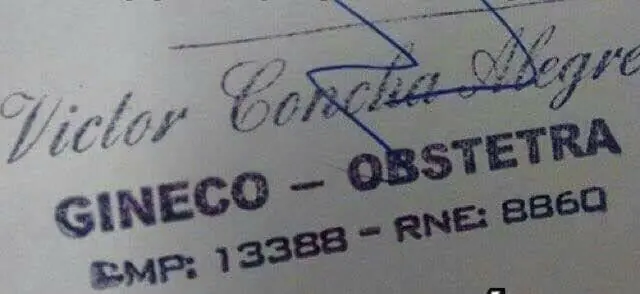 Victor Concha Alegre
GINECO - OBSTETRA
CMP: 13388 - RNE: 8860